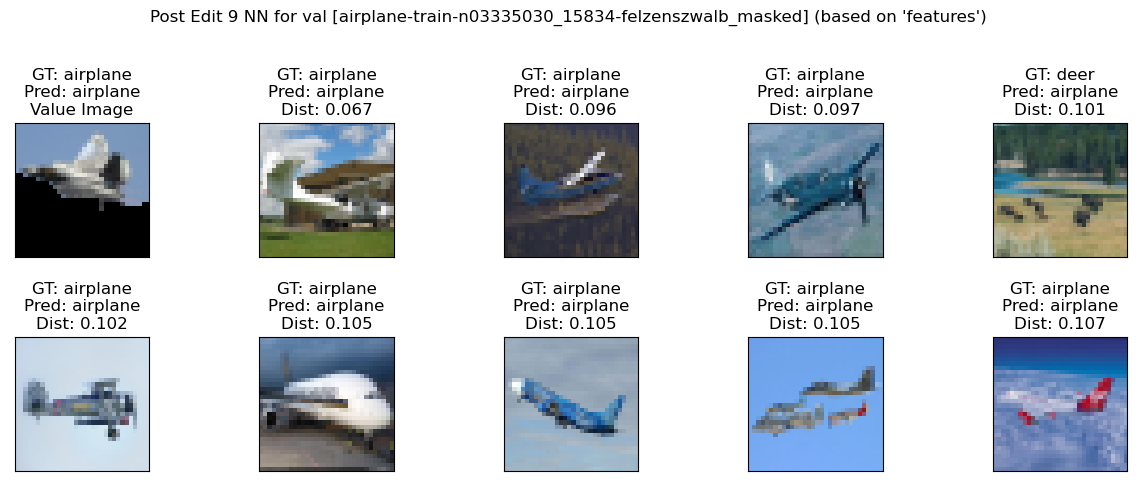 Post Edit 9 NN for val [airplane-train-n03335030_15834-felzenszwalb_masked] (based on 'features')
GT: airplane
Pred: airplane
Value Image
GT: airplane
Pred: airplane
Dist: 0.067
GT: airplane
Pred: airplane
Dist: 0.096
GT: airplane
Pred: airplane
Dist: 0.097
GT: deer
Pred: airplane
Dist: 0.101
GT: airplane
Pred: airplane
Dist: 0.102
GT: airplane
Pred: airplane
Dist: 0.105
GT: airplane
Pred: airplane
Dist: 0.105
GT: airplane
Pred: airplane
Dist: 0.105
GT: airplane
Pred: airplane
Dist: 0.107